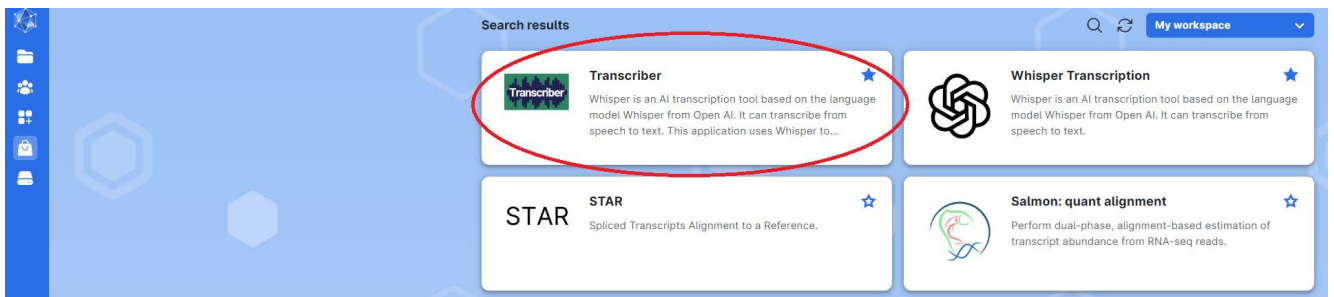 Search results
My workspace
Transcriber
Transcriber
Whisper is an AI transcription tool based on the language
model Whisper from Open AI. It can transcribe from
speech to text. This application uses Whisper to...
Whisper Transcription
Whisper is an AI transcription tool based on the language
model Whisper from Open AI. It can transcribe from
speech to text.
STAR
STAR
Spliced Transcripts Alignment to a Reference.
Salmon: quant alignment
Perform dual-phase, alignment-based estimation of
transcript abundance from RNA-seq reads.